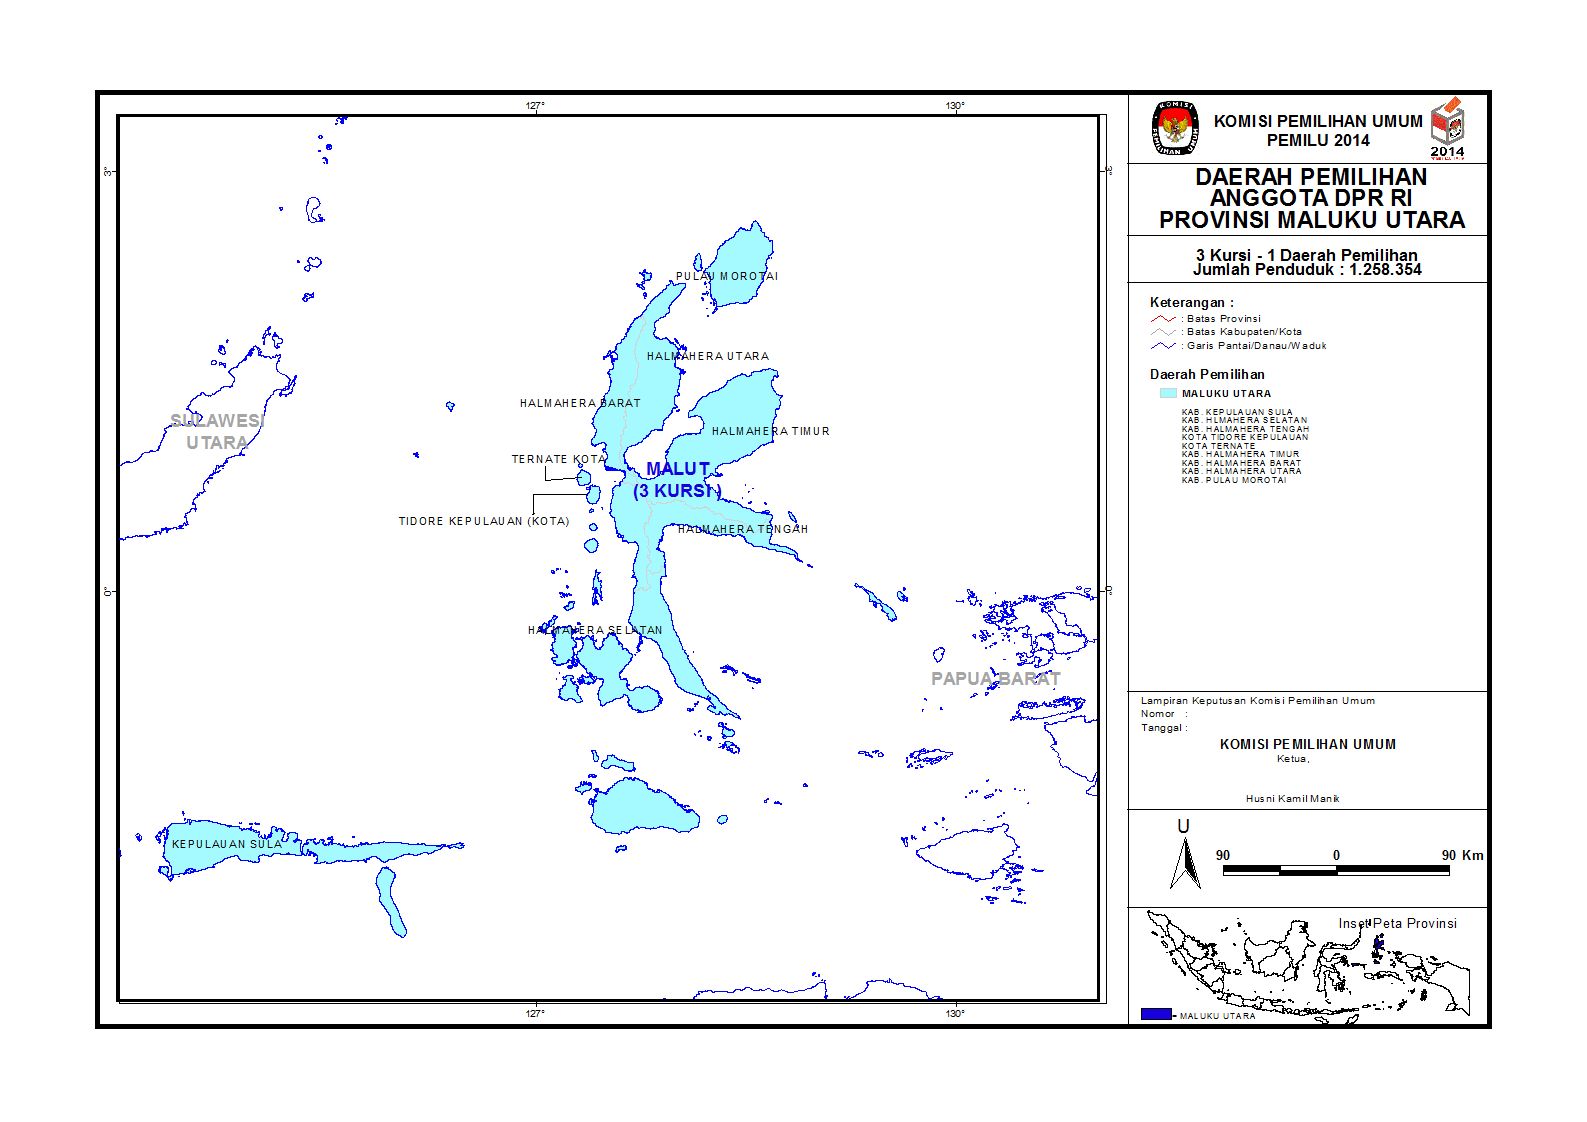 127°
130°
3°
3°
0°
0°
127°
130°
PULAU MOROTAI
HALMAHERA UTARA
HALMAHERA BARAT
HALMAHERA TIMUR
SULAWESI
UTARA
TERNATE KOTA
MALUT
(3 KURSI)
TIDORE KEPULAUAN (KOTA)
HALMAHERA TENGAH
HALMAHERA SELATAN
PAPUA BARAT
KEPULAUAN SULA
KOMISI
PEMILIHAN UMUM
KOMISI PEMILIHAN UMUM
PEMILU 2014
2014
DAERAH PEMILIHAN
ANGGOTA DPR RI
PROVINSI MALUKU UTARA
3 Kursi - 1 Daerah Pemilihan
Jumlah Penduduk : 1.258.354
Keterangan :
: Batas Provinsi
: Batas Kabupaten/Kota
: Garis Pantai/Danau/Waduk
Daerah Pemilihan
MALUKU UTARA
KAB. KEPULAUAN SULA
KAB. HLMAHERA SELATAN
KAB. HALMAHERA TENGAH
KOTA TIDORE KEPULAUAN
KOTA TERNATE
KAB. HALMAHERA TIMUR
KAB. HALMAHERA BARAT
KAB. HALMAHERA UTARA
KAB. PULAU MOROTAI
Lampiran Keputusan Komisi Pemilihan Umum
Nomor :
Tanggal :
KOMISI PEMILIHAN UMUM
Ketua,
Husni Kamil Manik
U
90 0 90 Km
Inset Peta Provinsi
= MALUKU UTARA